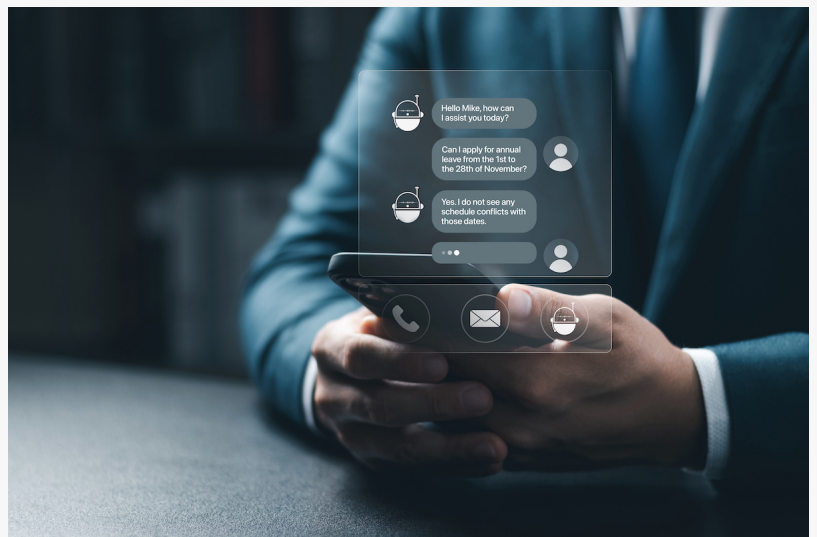 Hello Mike, how can
I assist you today?
Can I apply for annual
leave from the 1st to
the 28th of November?
Yes. I do not see any
schedule conflicts with
those dates.